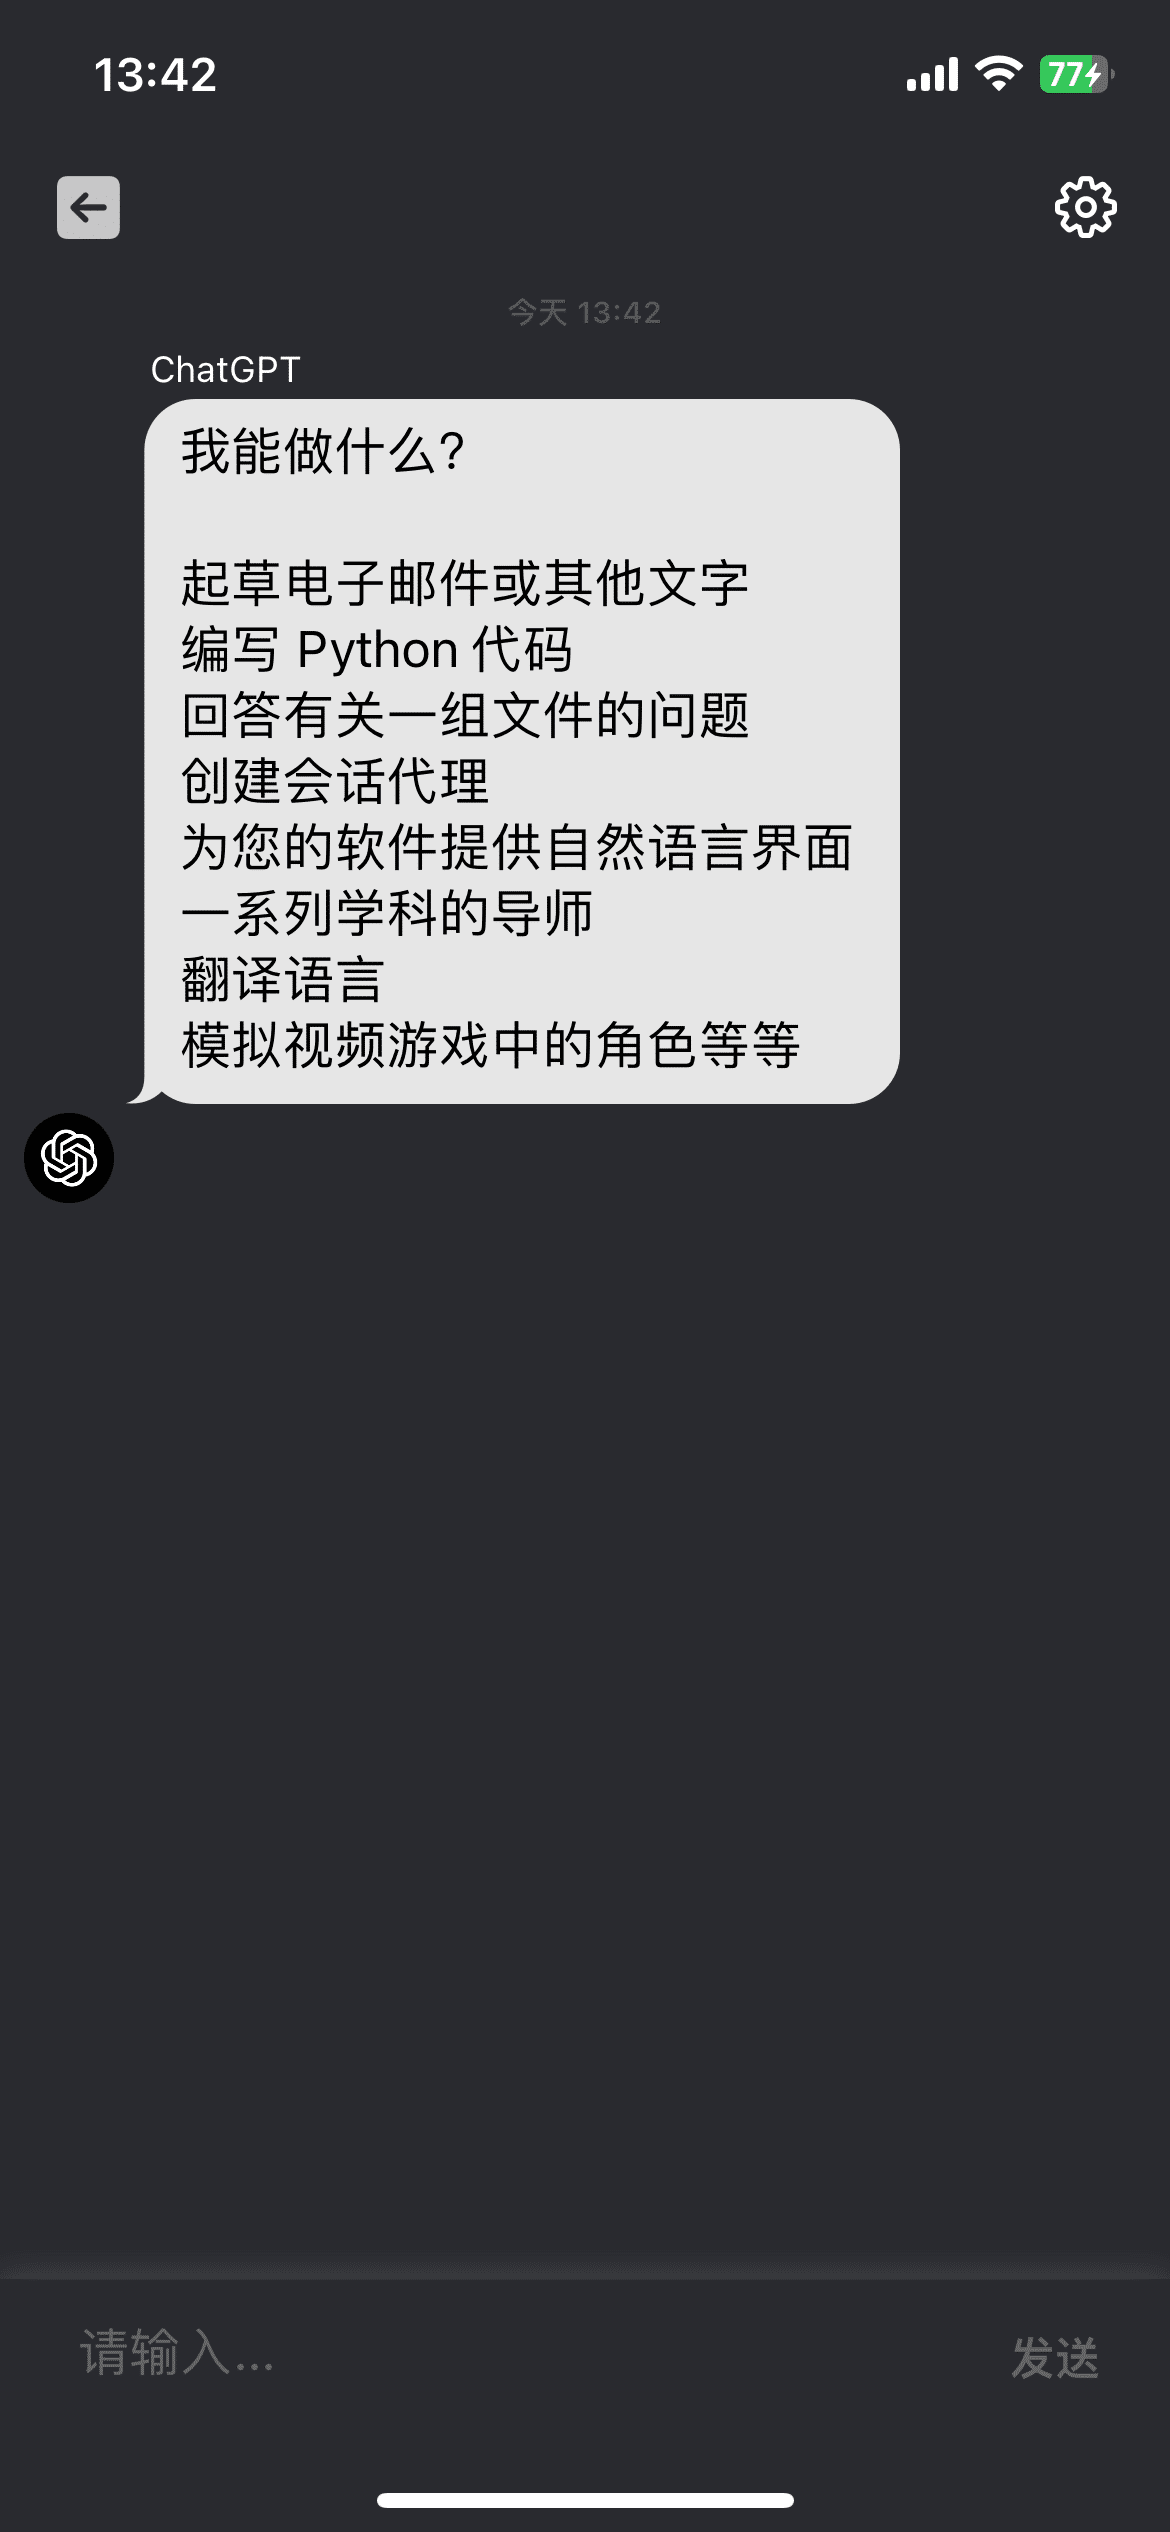 13:42
77
今天 13:42
ChatGPT
我能做什么?
起草电子邮件或其他文字
编写 Python 代码
回答有关一组文件的问题
创建会话代理
为您的软件提供自然语言界面
一系列学科的导师
翻译语言
模拟视频游戏中的角色等等
请输入...
发送